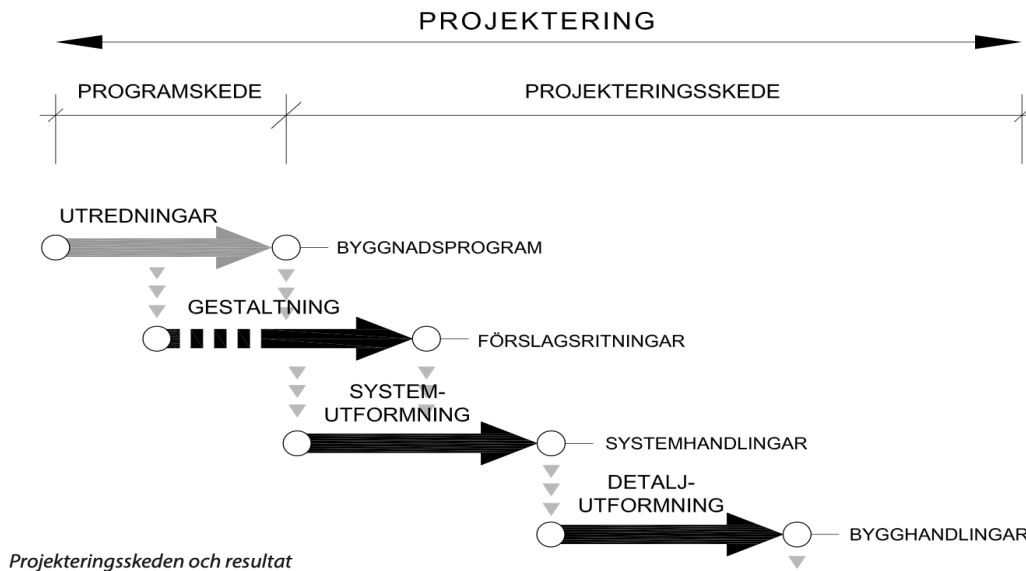 PROJEKTERING
PROGRAMSKEDE
PROJEKTERINGSSKEDE
UTREDNINGAR
BYGGNADSPROGRAM
GESTALTNING
FÖRSLAGSRITNINGAR
SYSTEM-
UTFORMNING
SYSTEMHANDLINGAR
DETALJ-
UTFORMNING
BYGGHANDLINGAR
Projekteringsskeden och resultat